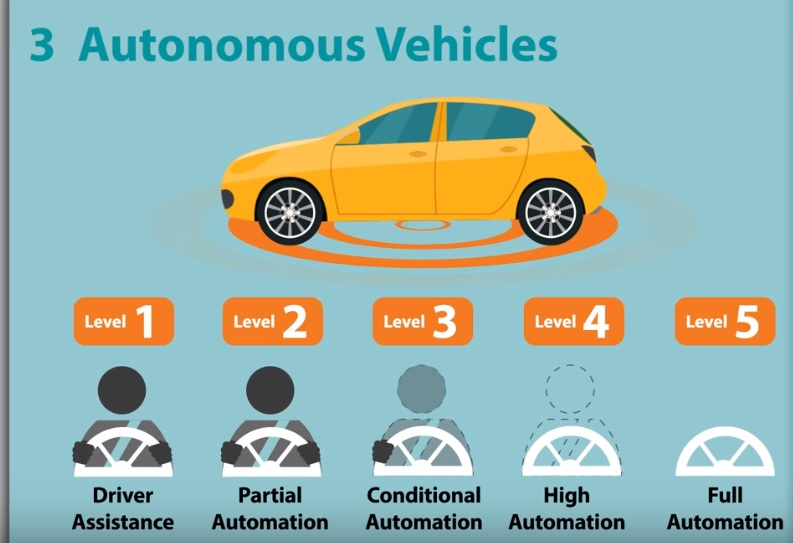 3 Autonomous Vehicles
Level 1
Level 2
Level 3
Level 4
Level 5
Driver
Assistance
Partial
Automation
Conditional
Automation
High
Automation
Full
Automation